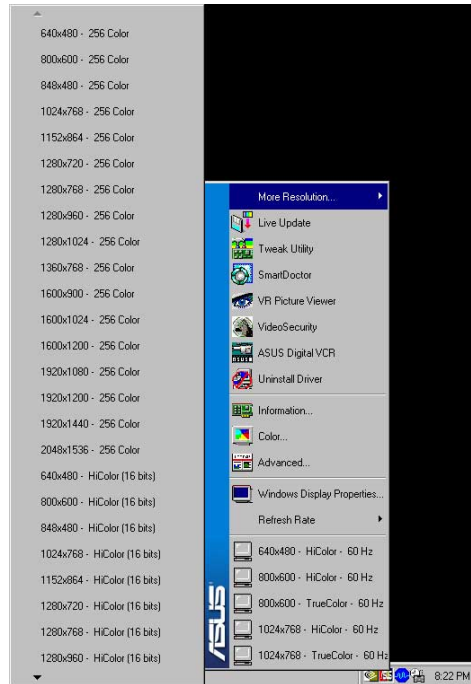 640x480 - 256 Color
800x600 - 256 Color
848x480 - 256 Color
1024x768 - 256 Color
1152x864 - 256 Color
1280x720 - 256 Color
1280x768 - 256 Color
1280x960 - 256 Color
1280x1024 - 256 Color
1360x768 - 256 Color
1600x900 - 256 Color
1600x1024 - 256 Color
1600x1200 - 256 Color
1920x1080 - 256 Color
1920x1200 - 256 Color
1920x1440 - 256 Color
2048x1536 - 256 Color
640x480 - HiColor (16 bits)
800x600 - HiColor (16 bits)
848x480 - HiColor (16 bits)
1024x768 - HiColor (16 bits)
1152x864 - HiColor (16 bits)
1280x720 - HiColor (16 bits)
1280x768 - HiColor (16 bits)
1280x960 - HiColor (16 bits)
ASUS
More Resolution...
Live Update
Tweak Utility
SmartDoctor
VR Picture Viewer
VideoSecurity
ASUS Digital VCR
Uninstall Driver
Information...
Color...
Advanced...
Windows Display Properties...
Refresh Rate
640x480 - HiColor - 60 Hz
800x600 - HiColor - 60 Hz
800x600 - TrueColor - 60 Hz
1024x768 - HiColor - 60 Hz
1024x768 - TrueColor - 60 Hz
8:22 PM